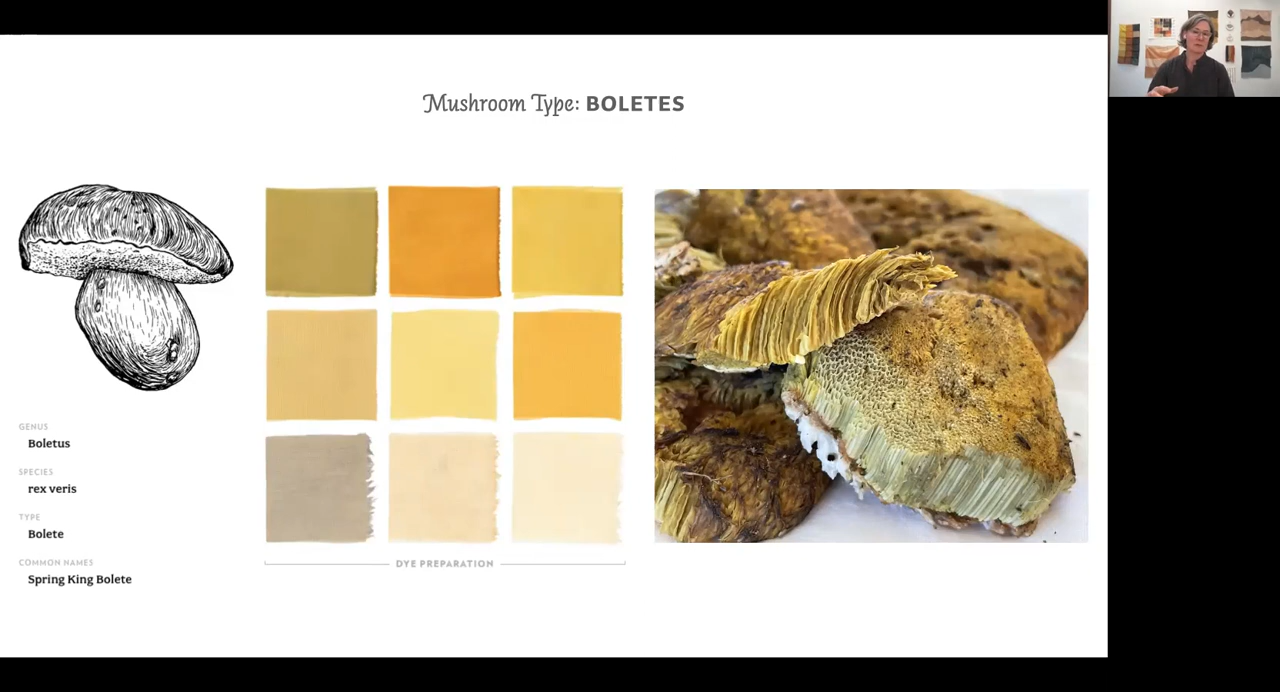 Mushroom Type: BOLETES
GENUS
Boletus
SPECIES
rex veris
TYPE
Bolete
COMMON NAMES
Spring King Bolete
DYE PREPARATION